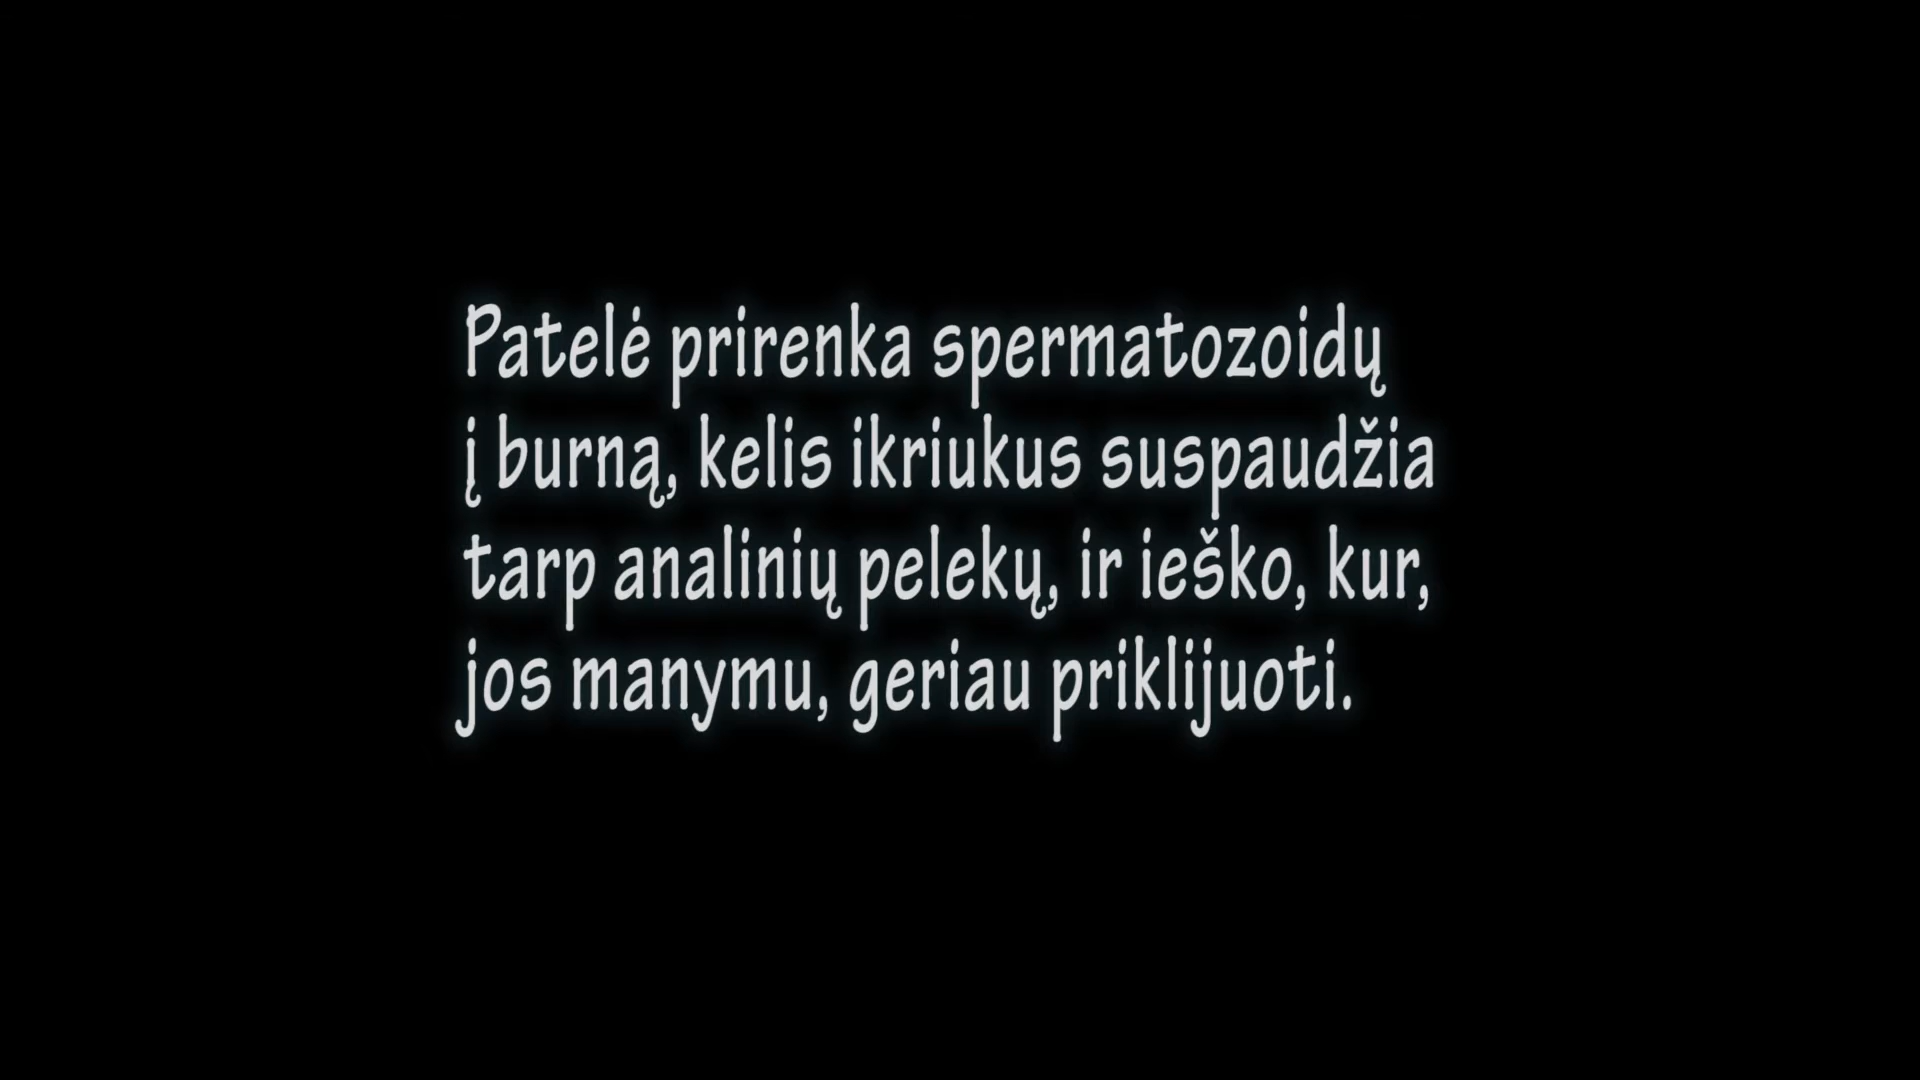 Patelė prirenka spermatozoidų
į burną, kelis ikriukus suspaudžia
tarp analinių pelekų, ir ieško, kur,
jos manymu, geriau priklijuoti.